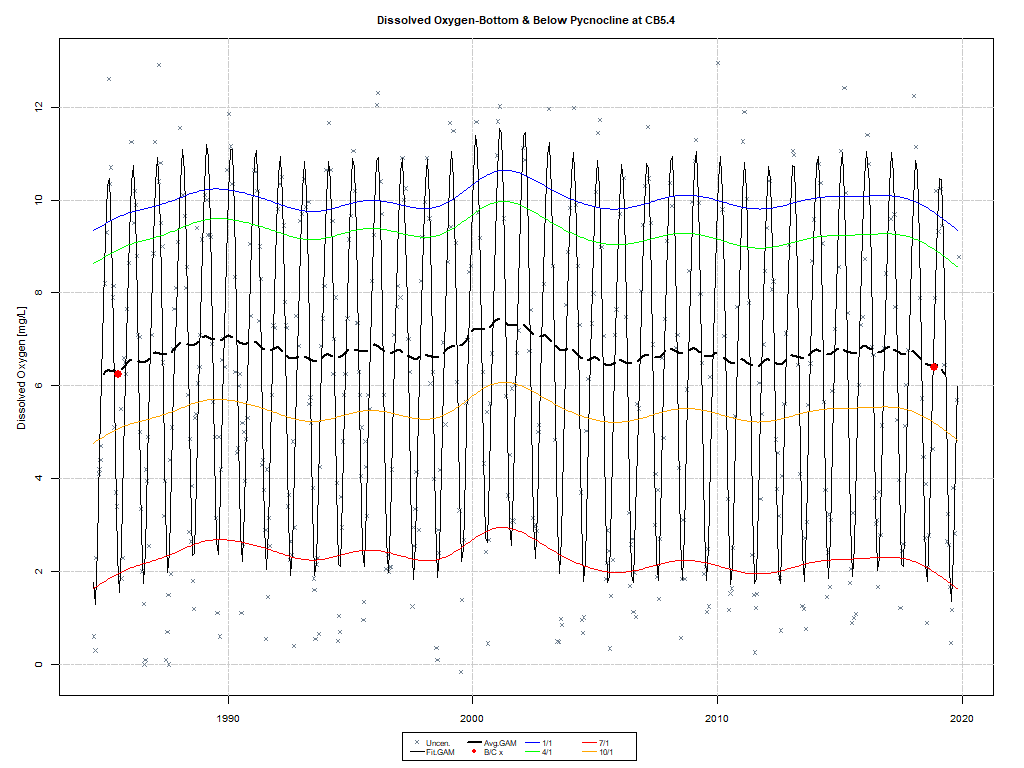 Dissolved Oxygen-Bottom & Below Pycnocline at CB5.4
Dissolved Oxygen [mg/L]
12
10
8
6
4
2
0
1990 2000 2010 2020
Uncen. Avg.GAM 1/1 7/1
Fit.GAM B/C x 4/1 10/1